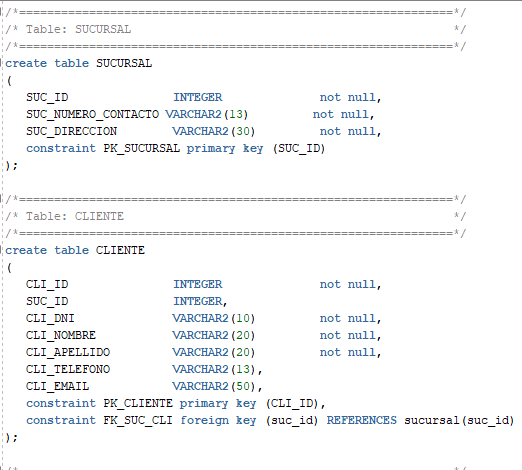 /*==============================================================*/
/* Table: SUCURSAL                                              */
/*==============================================================*/
create table SUCURSAL
(
   SUC_ID               INTEGER              not null,
   SUC_NUMERO_CONTACTO VARCHAR2(13)         not null,
   SUC_DIRECCION        VARCHAR2(30)         not null,
   constraint PK_SUCURSAL primary key (SUC_ID)
);
/*==============================================================*/
/* Table: CLIENTE                                               */
/*==============================================================*/
create table CLIENTE
(
   CLI_ID               INTEGER              not null,
   SUC_ID               INTEGER,
   CLI_DNI              VARCHAR2(10)         not null,
   CLI_NOMBRE           VARCHAR2(20)         not null,
   CLI_APELLIDO         VARCHAR2(20)         not null,
   CLI_TELEFONO         VARCHAR2(13),
   CLI_EMAIL            VARCHAR2(50),
   constraint PK_CLIENTE primary key (CLI_ID),
   constraint FK_SUC_CLI foreign key (suc_id) REFERENCES sucursal(suc_id)
);